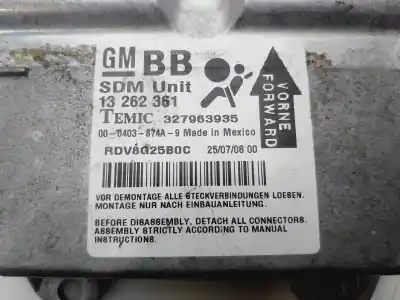 GM BB
SDM Unit
13 262 361
TEMIC 327963935
00-0403-874A-9 Made in Mexico
RDV6G25B0C 25/07/08 00
VORNE
FORWARD
VOR DEMONTAGE ALLE STECKVERBINDUNGEN LOESEN.
MONTAGE NUR NACH EINBAUANLEITUNG.
BEFORE DISASSEMBLY, DETACH ALL CONNECTORS.
ASSEMBLY STRICTLY ACCORDING TO MANUAL
INSTRUCTIONS.